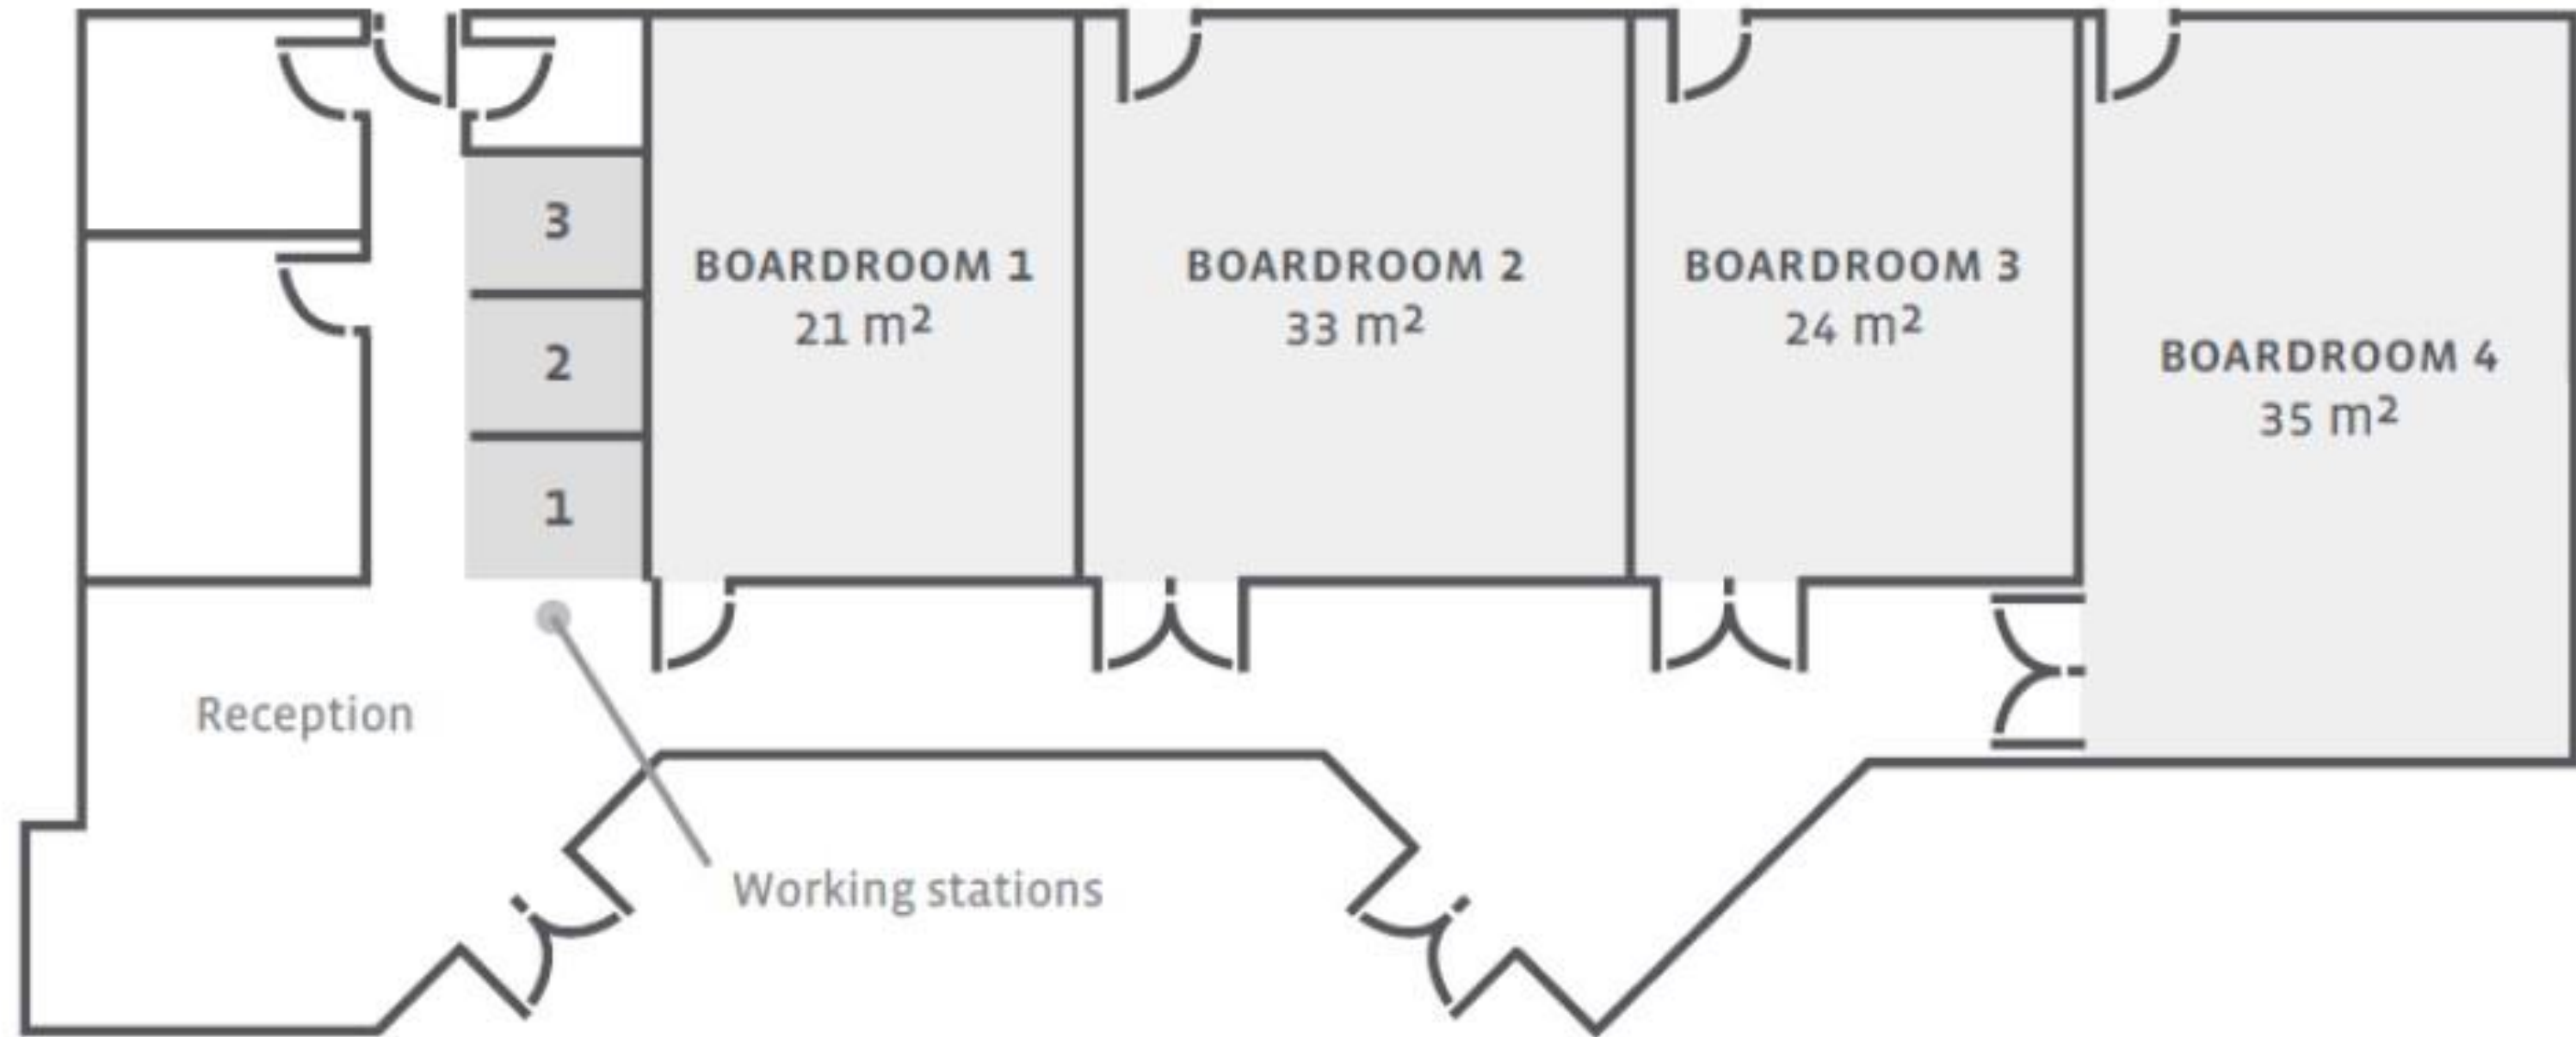 3
2
1
BOARDROOM 1
21 m²
BOARDROOM 2
33 m²
BOARDROOM 3
24 m²
BOARDROOM 4
35 m²
Reception
Working stations